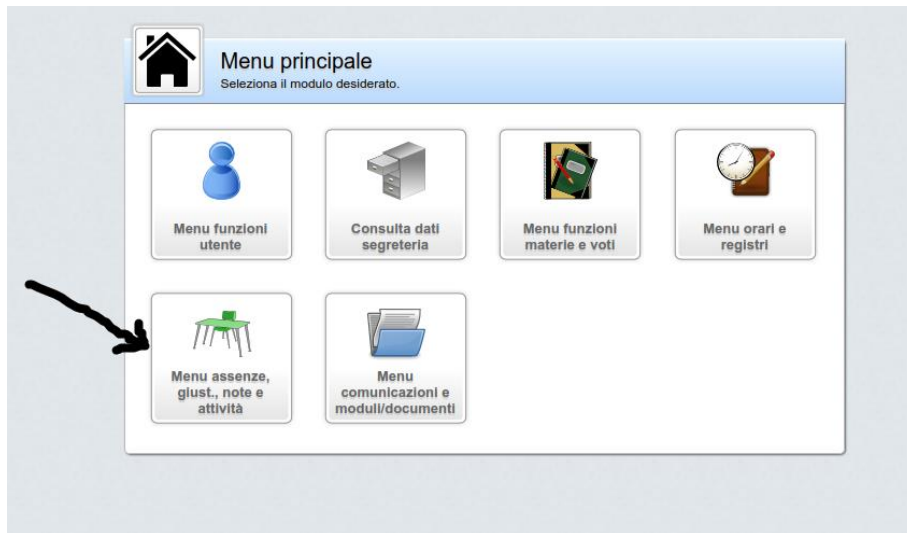 Menu principale
Seleziona il modulo desiderato.
Menu funzioni
utente
Consulta dati
segreteria
Menu funzioni
materie e voti
Menu orari e
registri
Menu assenze,
giust., note e
attività
Menu
comunicazioni e
moduli/documenti